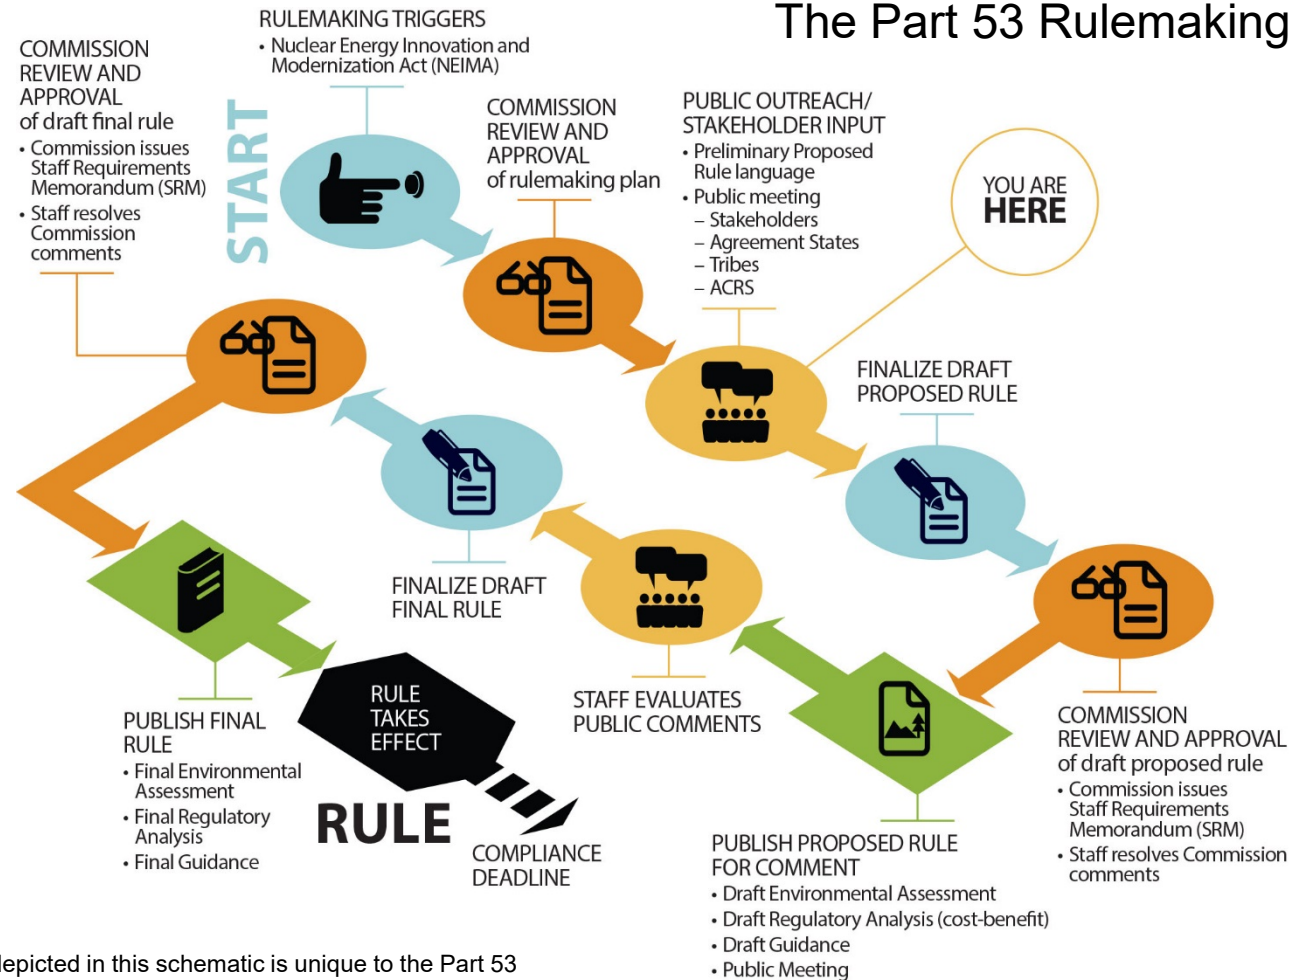 The Part 53 Rulemaking
RULEMAKING TRIGGERS
• Nuclear Energy Innovation and
Modernization Act (NEIMA)
START
COMMISSION
REVIEW AND
APPROVAL
of rulemaking plan
PUBLIC OUTREACH/
STAKEHOLDER INPUT
• Preliminary Proposed
Rule language
• Public meeting
– Stakeholders
– Agreement States
– Tribes
– ACRS
YOU ARE
HERE
FINALIZE DRAFT
PROPOSED RULE
COMMISSION
REVIEW AND APPROVAL
of draft proposed rule
• Commission issues
Staff Requirements
Memorandum (SRM)
• Staff resolves Commission
comments
PUBLISH PROPOSED RULE
FOR COMMENT
• Draft Environmental Assessment
• Draft Regulatory Analysis (cost-benefit)
• Draft Guidance
• Public Meeting
STAFF EVALUATES
PUBLIC COMMENTS
FINALIZE DRAFT
FINAL RULE
COMMISSION
REVIEW AND
APPROVAL
of draft final rule
• Commission issues
Staff Requirements
Memorandum (SRM)
• Staff resolves
Commission
comments
PUBLISH FINAL
RULE
• Final Environmental
Assessment
• Final Regulatory
Analysis
• Final Guidance
RULE
TAKES
EFFECT
RULE
COMPLIANCE
DEADLINE
depicted in this schematic is unique to the Part 53